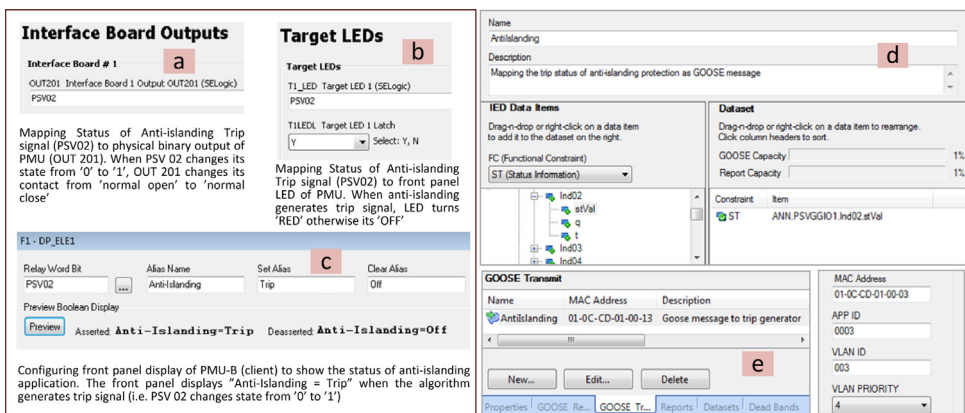 Interface Board Outputs
a
Interface Board # 1
OUT201 Interface Board 1 Output OUT201 (SELogic)
PSV02
Mapping Status of Anti-islanding Trip
signal (PSV02) to physical binary output of
PMU (OUT 201). When PSV 02 changes its
state from '0' to '1', OUT 201 changes its
contact from 'normal open' to 'normal
close'
Target LEDs
b
Target LEDs
T1_LED Target LED 1 (SELogic)
PSV02
T1LEDL Target LED 1 Latch
Y Select: Y, N
Mapping Status of Anti-islanding
Trip signal (PSV02) to front panel
LED of PMU. When anti-islanding
generates trip signal, LED turns
'RED' otherwise its 'OFF'
F1 - DP_ELE1
c
Relay Word Bit Alias Name Set Alias Clear Alias
PSV02 ... Anti-Islanding Trip Off
Preview Boolean Display
Preview Asserted: Anti-Islanding=Trip Deasserted: Anti-Islanding=Off
Configuring front panel display of PMU-B (client) to show the status of anti-islanding
application. The front panel displays "Anti-Islanding = Trip" when the algorithm
generates trip signal (i.e. PSV 02 changes state from '0' to '1')
Name
AntiIslanding
d
Description
Mapping the trip status of anti-islanding protection as GOOSE message
IED Data Items
Drag-n-drop or right-click on a data item
to add it to the dataset on the right.
FC (Functional Constraint)
ST (Status Information)
Ind02
stVal
q
t
Ind03
Ind04
Dataset
Drag-n-drop or right-click on a data item to rearrange.
Click column headers to sort.
GOOSE Capacity 1%
Report Capacity 1%
Constraint Item
ST ANN.PSVGGIO1.Ind02.stVal
GOOSE Transmit
Name MAC Address Description
AntiIslanding 01-0C-CD-01-00-13 Goose message to trip generator
e
New... Edit... Delete
Properties GOOSE Re... GOOSE Tr... Reports Datasets Dead Bands
MAC Address
01-0C-CD-01-00-03
APP ID
0003
VLAN ID
003
VLAN PRIORITY
4